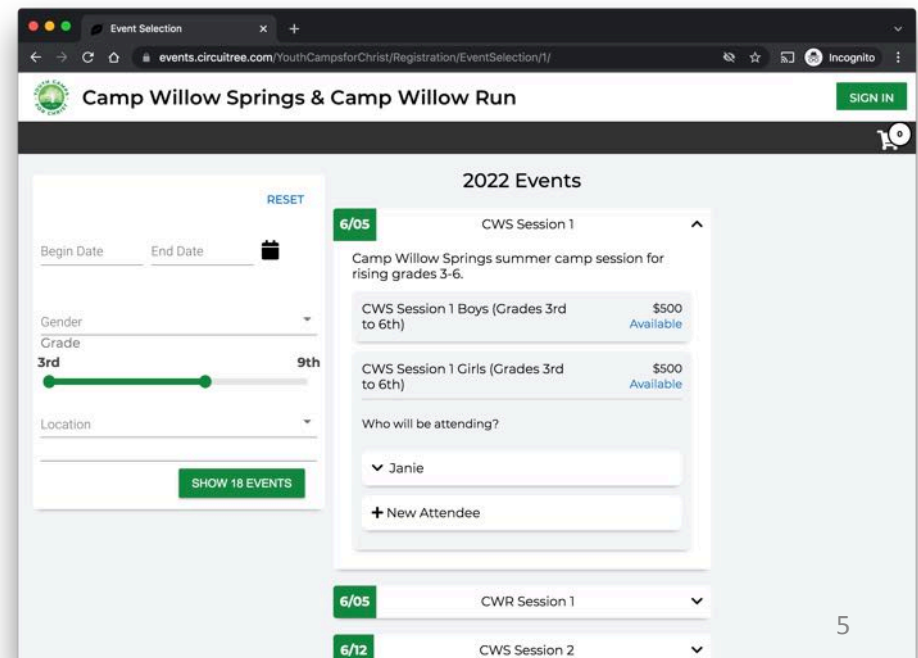 Event Selection
events.circuitree.com/YouthCampsforChrist/Registration/EventSelection/1/
Incognito
Camp Willow Springs & Camp Willow Run
SIGN IN
0
RESET
Begin Date End Date
Gender
Grade
3rd 9th
Location
SHOW 18 EVENTS
2022 Events
6/05 CWS Session 1
Camp Willow Springs summer camp session for
rising grades 3-6.
CWS Session 1 Boys (Grades 3rd $500
to 6th) Available
CWS Session 1 Girls (Grades 3rd $500
to 6th) Available
Who will be attending?
Janie
+ New Attendee
6/05 CWR Session 1
6/12 CWS Session 2
5